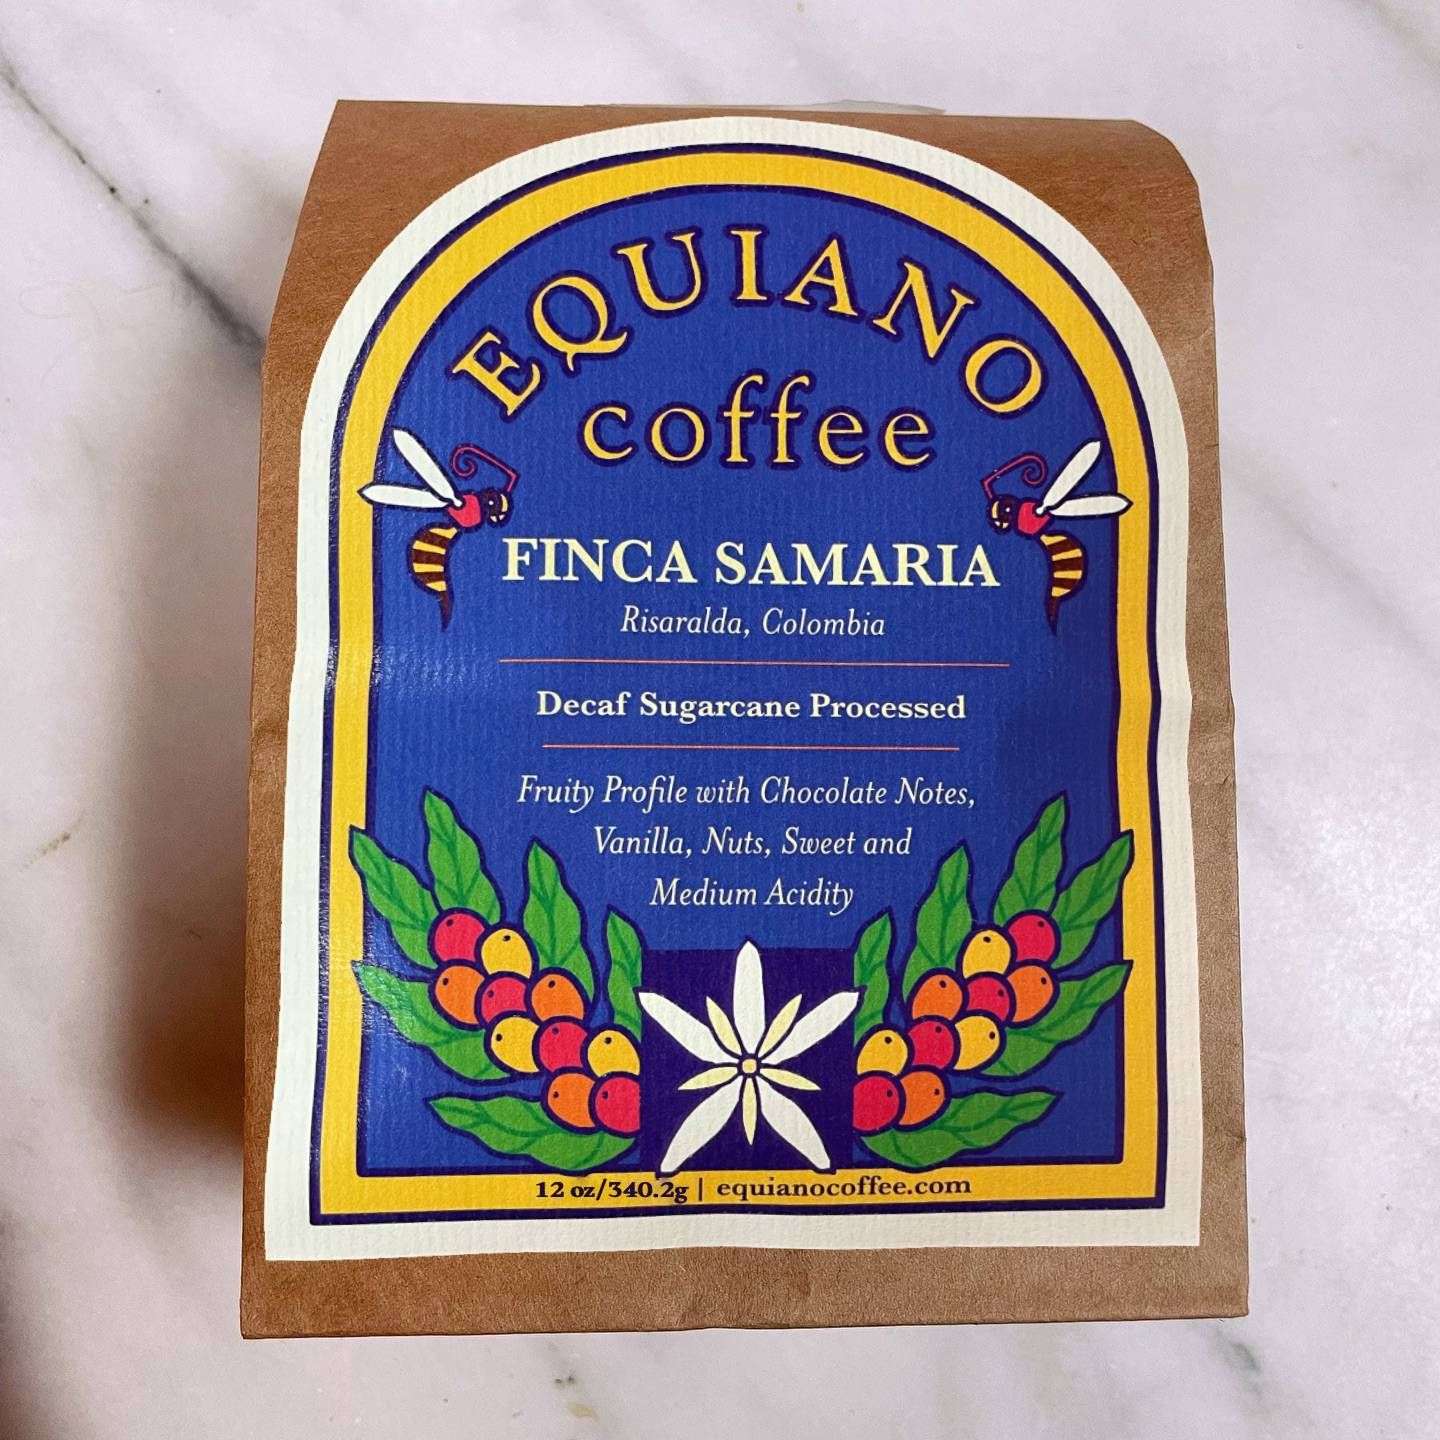 EQUIANO
coffee
FINCA SAMARIA
Risaralda, Colombia
Decaf Sugarcane Processed
Fruity Profile with Chocolate Notes,
Vanilla, Nuts, Sweet and
Medium Acidity
12 oz/340.2g | equianocoffee.com